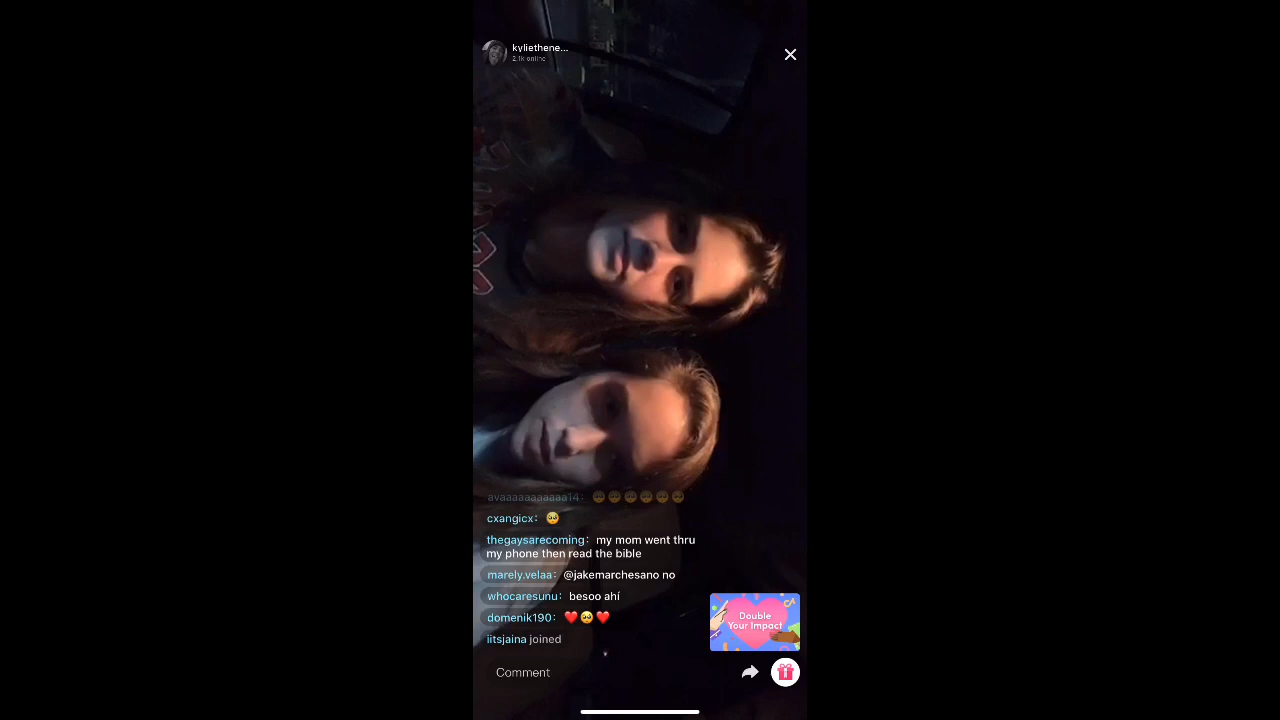 kyliethene...
2.1k online
avaaaaaaaaaaa14: 🥺🥺🥺🥺🥺🥺
cxangicx: 🥺
thegaysarecoming: my mom went thru
my phone then read the bible
marely.velaa: @jakemarchesano no
whocaresunu: besoo ahí
domenik190: ❤️🥺❤️
iitsjaina joined
Double
Your Impact
Comment